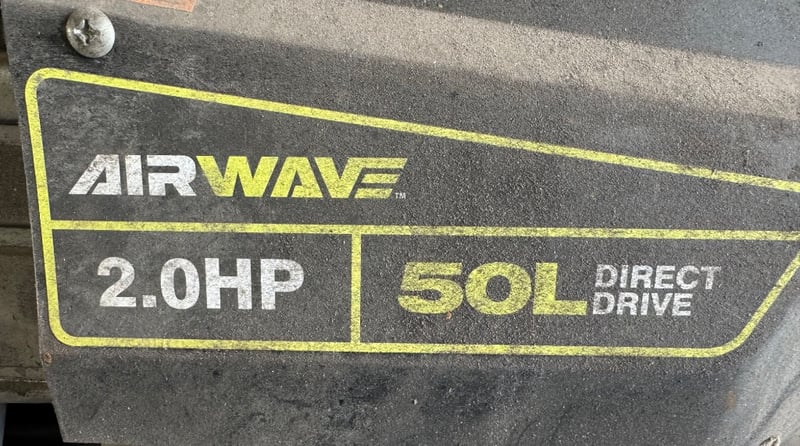 AIRWAVE™
2.0HP
50L DIRECT
DRIVE